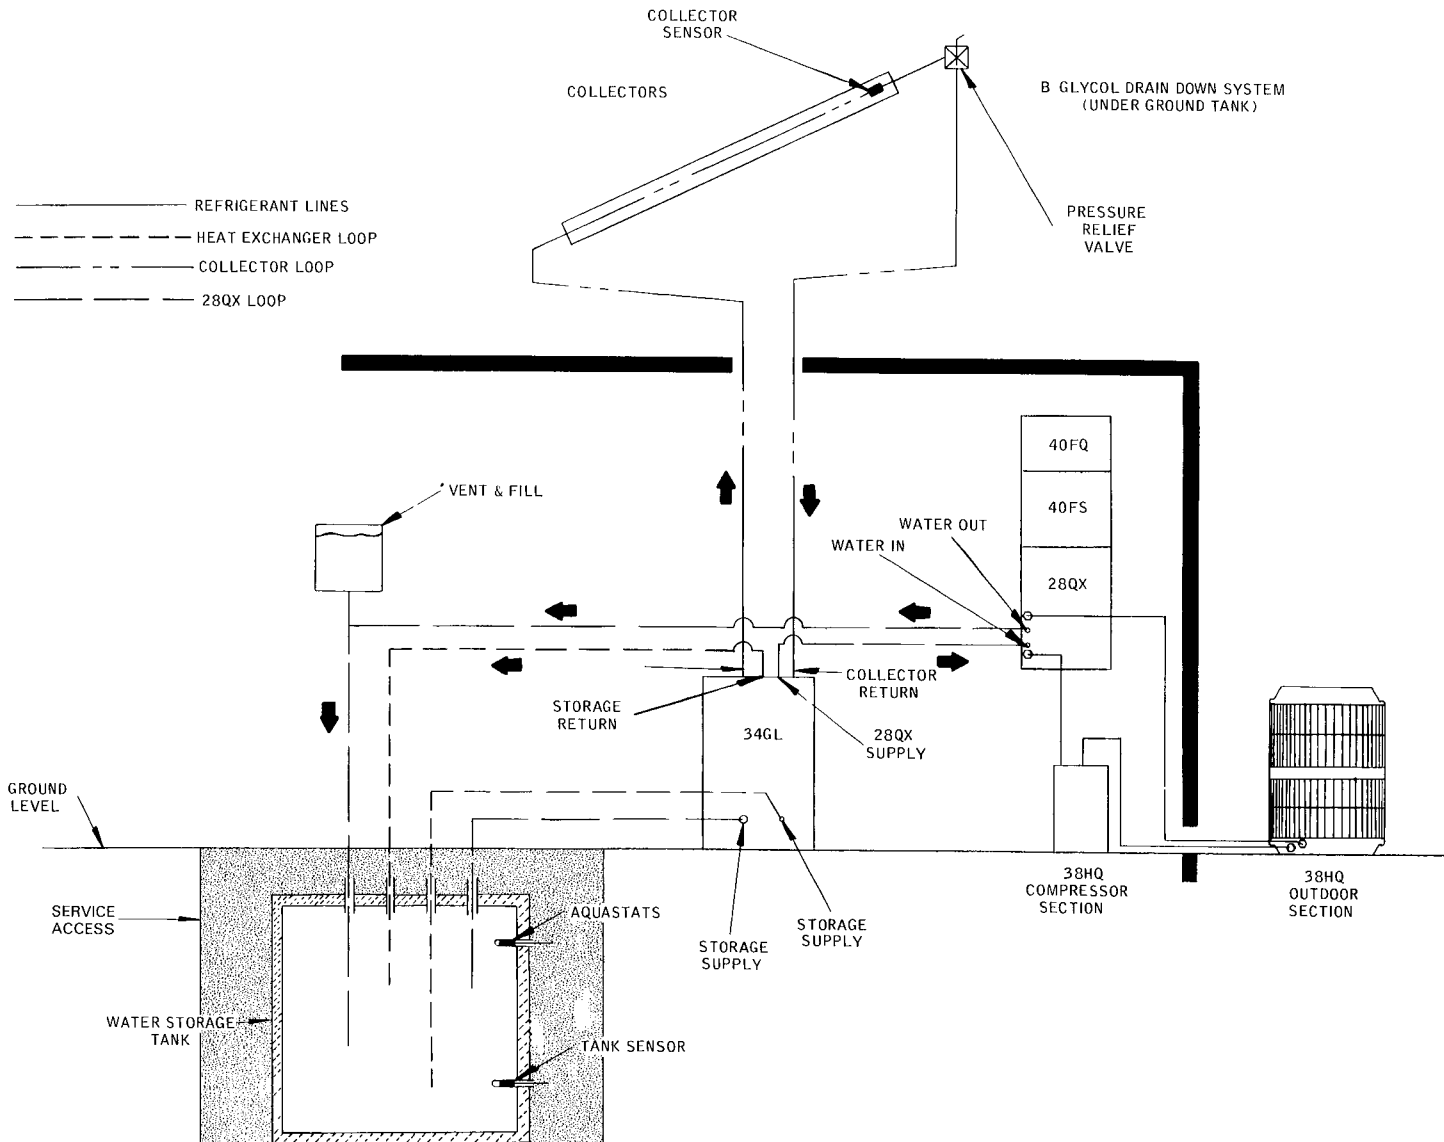 COLLECTOR
SENSOR
COLLECTORS
B GLYCOL DRAIN DOWN SYSTEM
(UNDER GROUND TANK)
REFRIGERANT LINES
HEAT EXCHANGER LOOP
COLLECTOR LOOP
28QX LOOP
PRESSURE
RELIEF
VALVE
VENT & FILL
40FQ
40FS
28QX
WATER OUT
WATER IN
STORAGE
RETURN
COLLECTOR
RETURN
34GL
28QX
SUPPLY
GROUND
LEVEL
38HQ
COMPRESSOR
SECTION
38HQ
OUTDOOR
SECTION
SERVICE
ACCESS
AQUASTATS
STORAGE
SUPPLY
STORAGE
SUPPLY
WATER STORAGE
TANK
TANK SENSOR